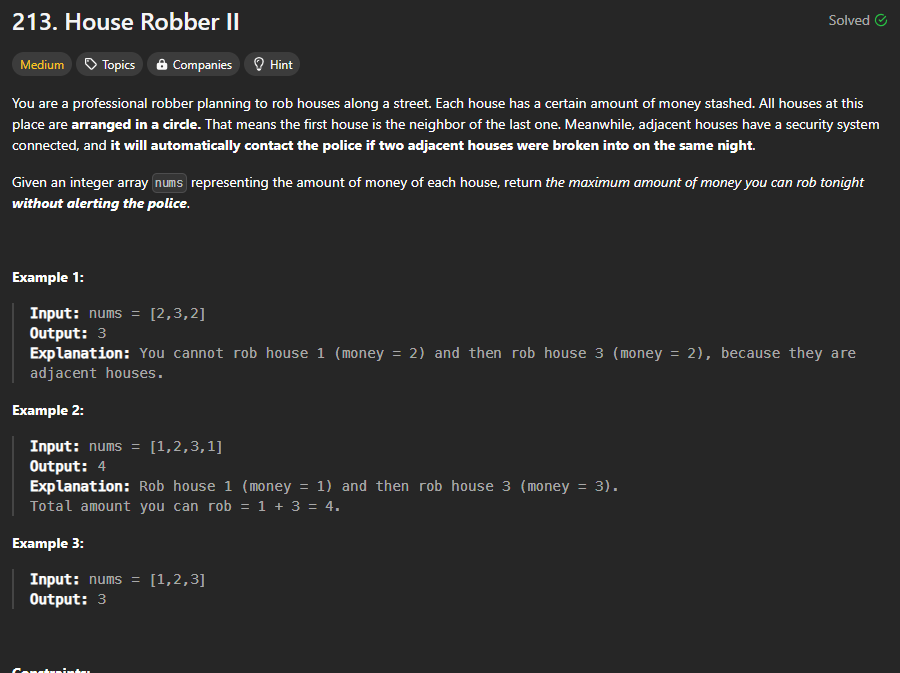 213. House Robber II
Solved
Medium Topics Companies Hint
You are a professional robber planning to rob houses along a street. Each house has a certain amount of money stashed. All houses at this
place are arranged in a circle. That means the first house is the neighbor of the last one. Meanwhile, adjacent houses have a security system
connected, and it will automatically contact the police if two adjacent houses were broken into on the same night.
Given an integer array nums representing the amount of money of each house, return the maximum amount of money you can rob tonight
without alerting the police.
Example 1:
Input: nums = [2,3,2]
Output: 3
Explanation: You cannot rob house 1 (money = 2) and then rob house 3 (money = 2), because they are
adjacent houses.
Example 2:
Input: nums = [1,2,3,1]
Output: 4
Explanation: Rob house 1 (money = 1) and then rob house 3 (money = 3).
Total amount you can rob = 1 + 3 = 4.
Example 3:
Input: nums = [1,2,3]
Output: 3
Constraints: